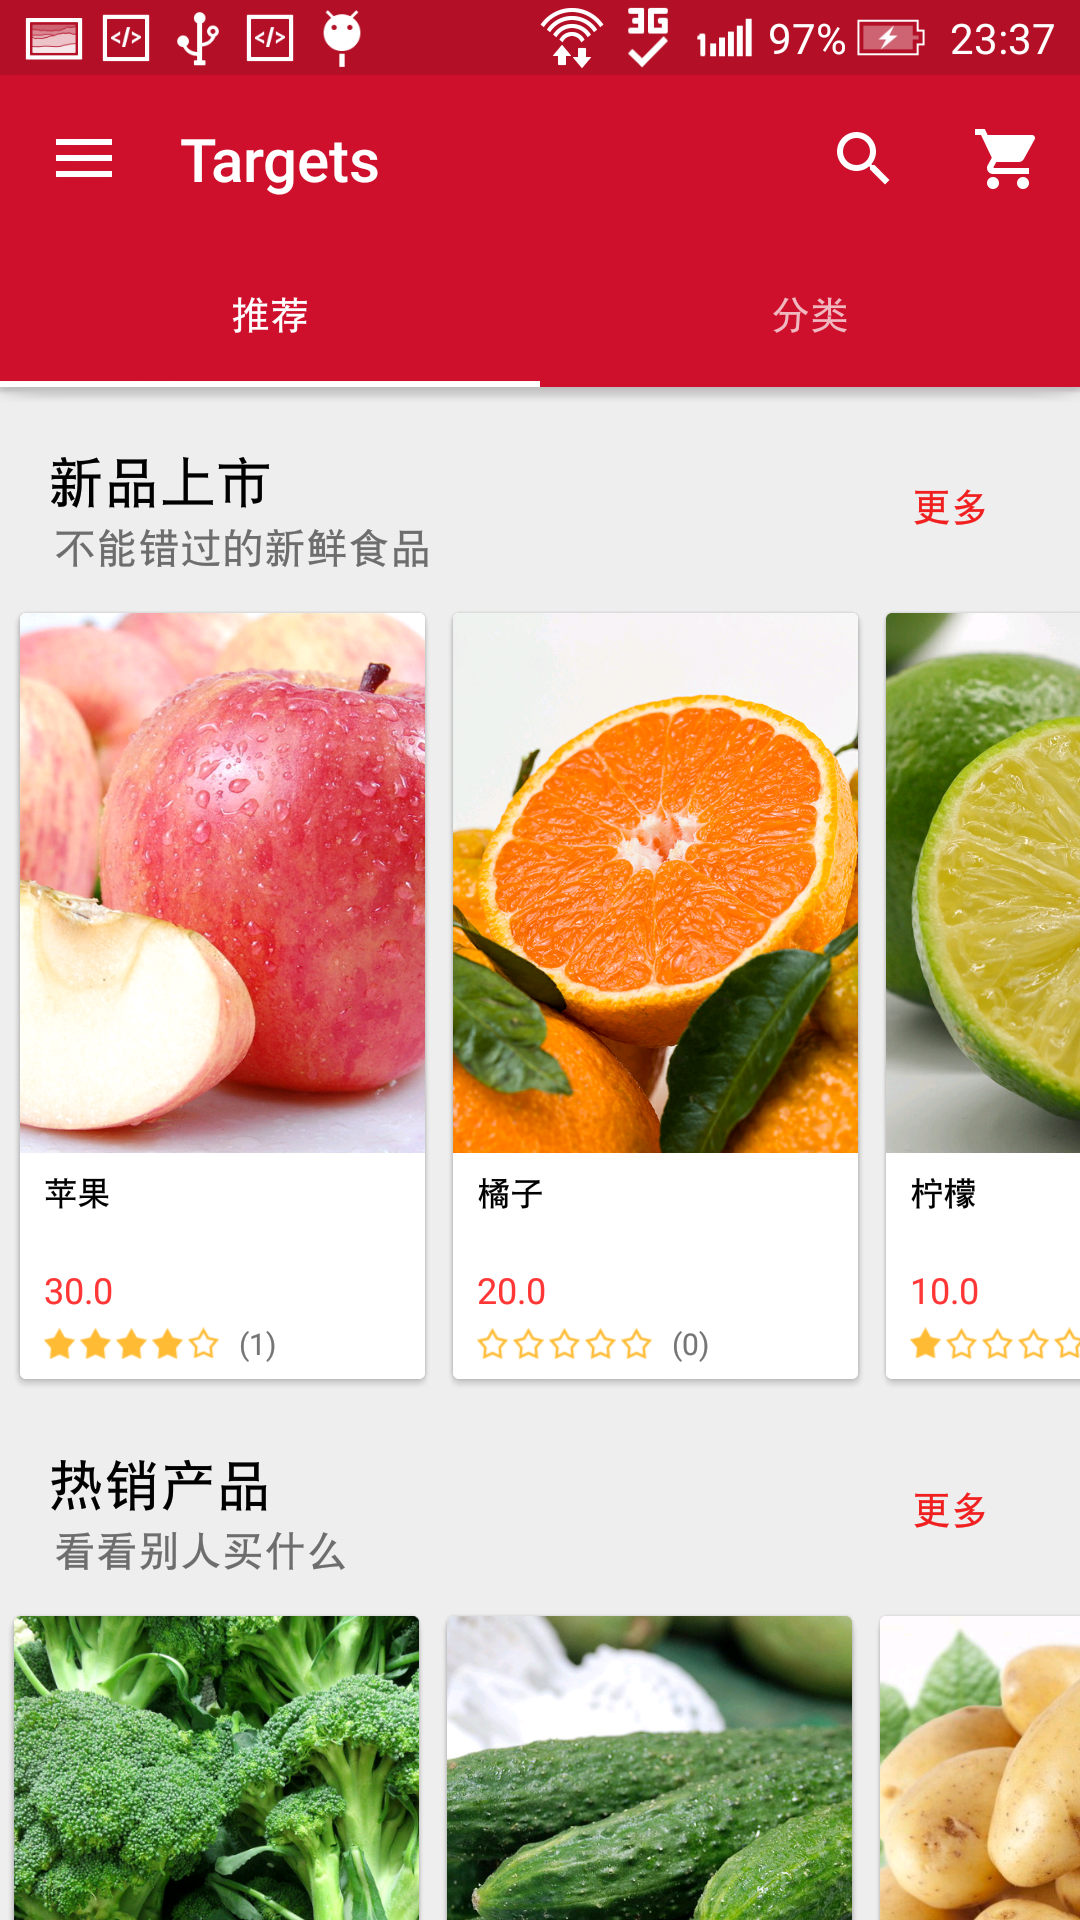 3G
97%
23:37
Targets
推荐
分类
新品上市
更多
不能错过的新鲜食品
苹果
橘子
柠檬
30.0
20.0
10.0
(1)
(0)
热销产品
更多
看看别人买什么